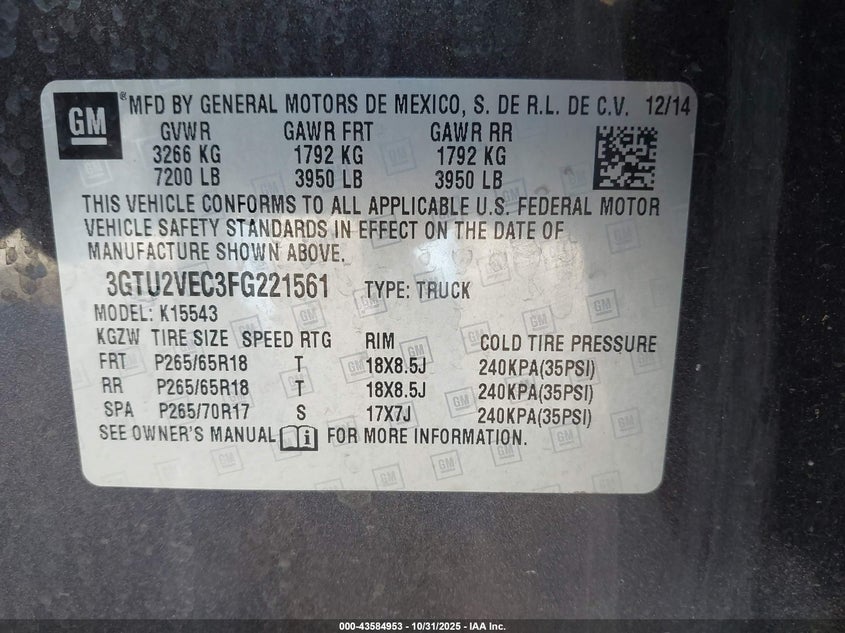 GM ® MFD BY GENERAL MOTORS DE MEXICO, S. DE R.L. DE C.V. 12/14
GVWR GAWR FRT GAWR RR
3266 KG 1792 KG 1792 KG
7200 LB 3950 LB 3950 LB
THIS VEHICLE CONFORMS TO ALL APPLICABLE U.S. FEDERAL MOTOR
VEHICLE SAFETY STANDARDS IN EFFECT ON THE DATE OF
MANUFACTURE SHOWN ABOVE.
3GTU2VEC3FG221561 TYPE: TRUCK
MODEL: K15543
KGZW TIRE SIZE SPEED RTG RIM COLD TIRE PRESSURE
FRT P265/65R18 T 18X8.5J 240KPA(35PSI)
RR P265/65R18 T 18X8.5J 240KPA(35PSI)
SPA P265/70R17 S 17X7J 240KPA(35PSI)
SEE OWNER'S MANUAL FOR MORE INFORMATION.
000-43584953 - 10/31/2025 - IAA Inc.